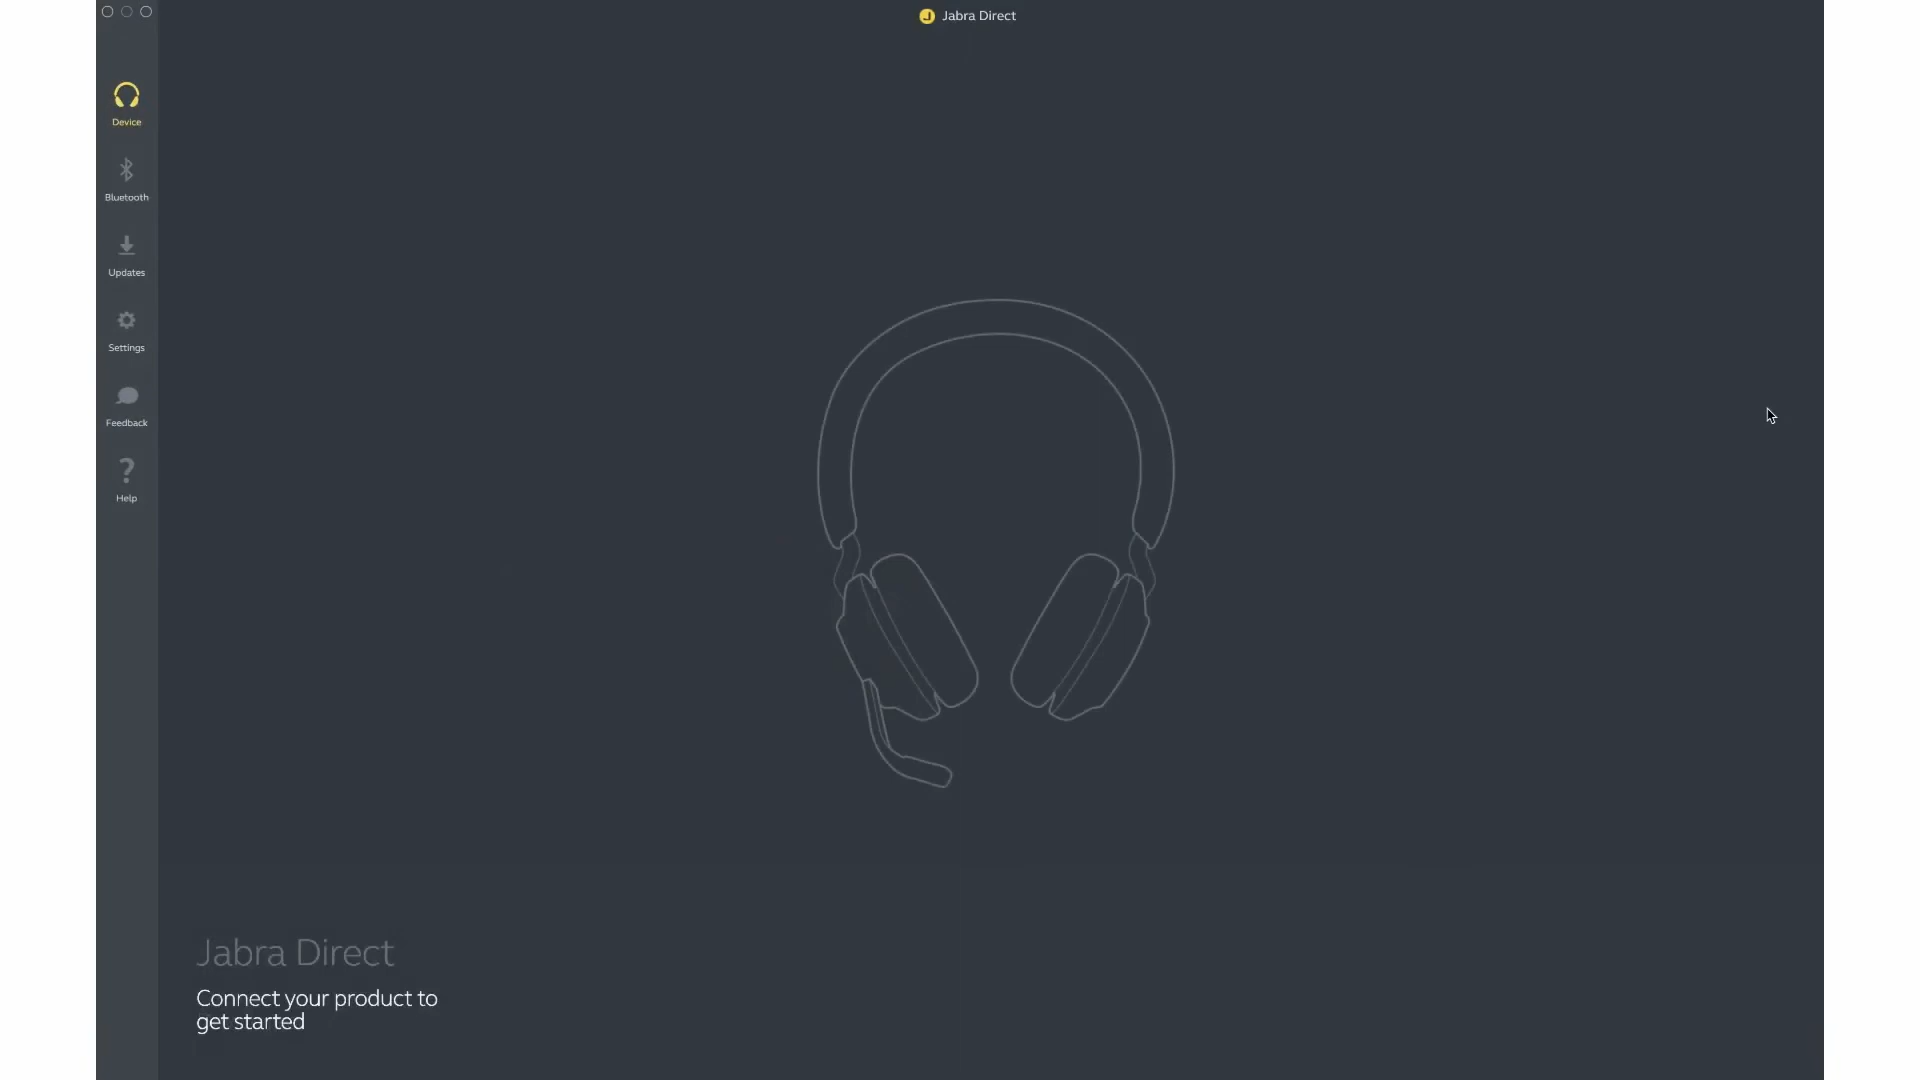 Jabra Direct
Device
Bluetooth
Updates
Settings
Feedback
Help
Jabra Direct
Connect your product to
get started